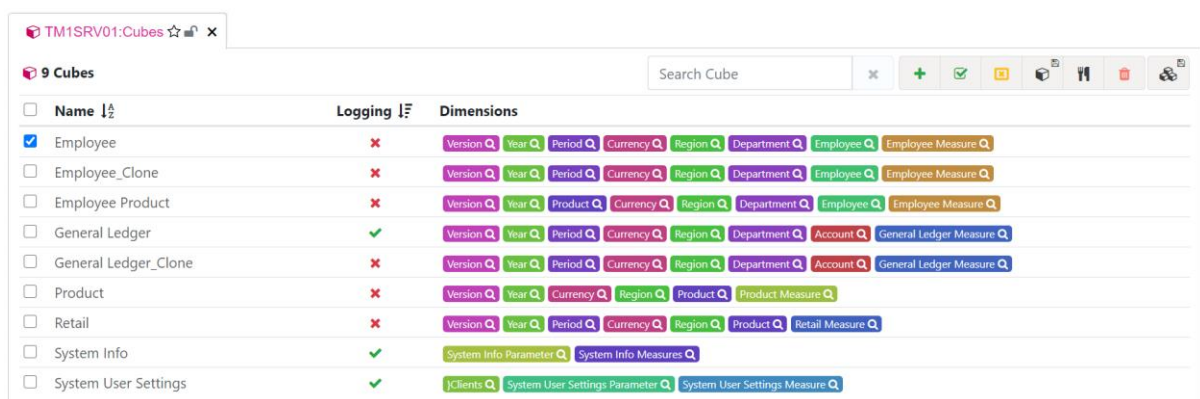 TM1SRV01:Cubes
9 Cubes Search Cube
Name Logging Dimensions
Employee Version Year Period Currency Region Department Employee Employee Measure
Employee_Clone Version Year Period Currency Region Department Employee Employee Measure
Employee Product Version Year Product Currency Region Department Employee Employee Measure
General Ledger Version Year Period Currency Region Department Account General Ledger Measure
General Ledger_Clone Version Year Period Currency Region Department Account General Ledger Measure
Product Version Year Currency Region Product Product Measure
Retail Version Year Period Currency Region Product Retail Measure
System Info System Info Parameter System Info Measures
System User Settings }Clients System User Settings Parameter System User Settings Measure